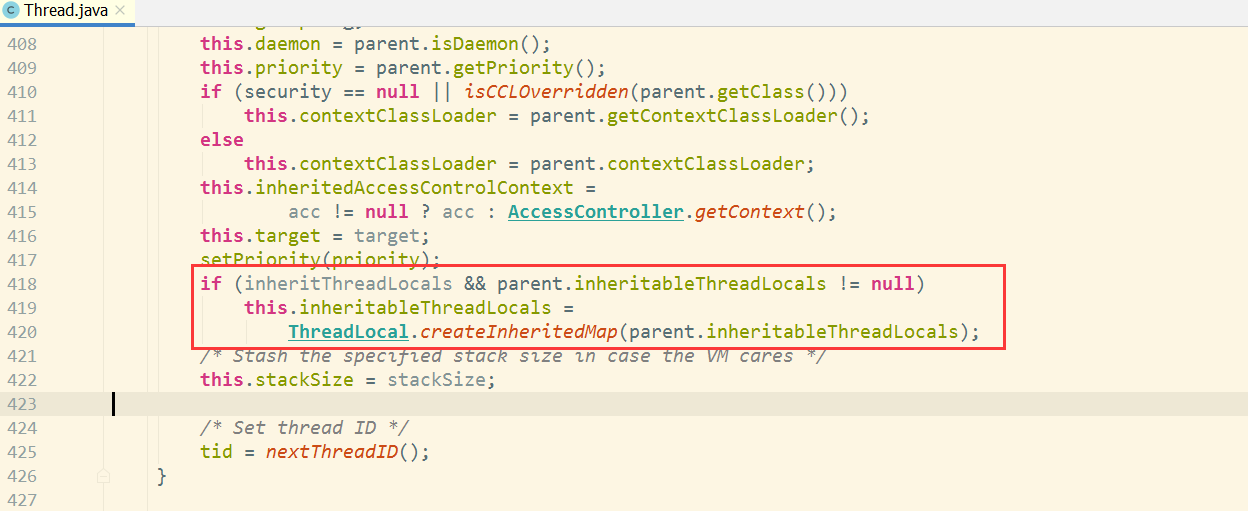 Thread.java
408 this.daemon = parent.isDaemon();
409 this.priority = parent.getPriority();
410 if (security == null || isCCLOverridden(parent.getClass()))
411 this.contextClassLoader = parent.getContextClassLoader();
412 else
413 this.contextClassLoader = parent.contextClassLoader;
414 this.inheritedAccessControlContext =
415 acc != null ? acc : AccessController.getContext();
416 this.target = target;
417 setPriority(priority);
418 if (inheritThreadLocals && parent.inheritableThreadLocals != null)
419 this.inheritableThreadLocals =
420 ThreadLocal.createInheritedMap(parent.inheritableThreadLocals);
421 /* Stash the specified stack size in case the VM cares */
422 this.stackSize = stackSize;
423
424 /* Set thread ID */
425 tid = nextThreadID();
426 }
427